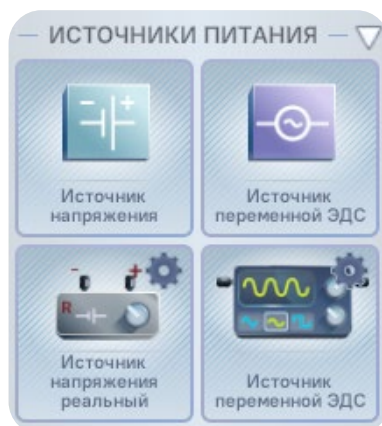 ИСТОЧНИКИ ПИТАНИЯ
Источник
напряжения
Источник
переменной ЭДС
R
Источник
напряжения
реальный
Источник
переменной ЭДС